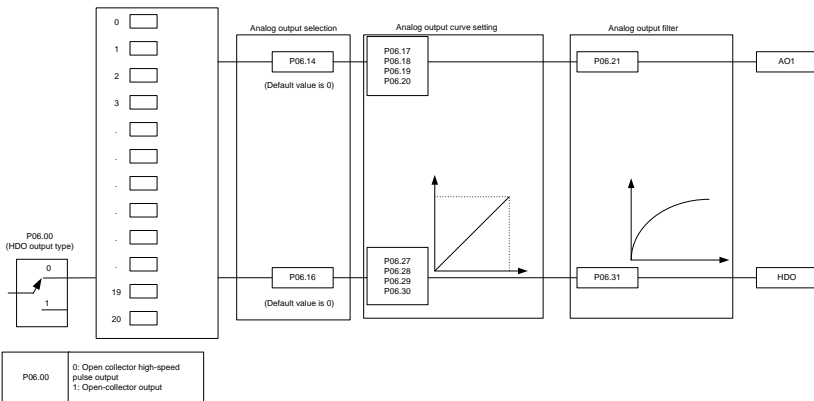 0
1
2
3
.
.
.
.
.
.
19
20
P06.00
(HDO output type)
0
1
Analog output selection
P06.14
(Default value is 0)
P06.16
(Default value is 0)
Analog output curve setting
P06.17
P06.18
P06.19
P06.20
P06.27
P06.28
P06.29
P06.30
Analog output filter
P06.21
P06.31
AO1
HDO
P06.00
0: Open collector high-speed
pulse output
1: Open-collector output